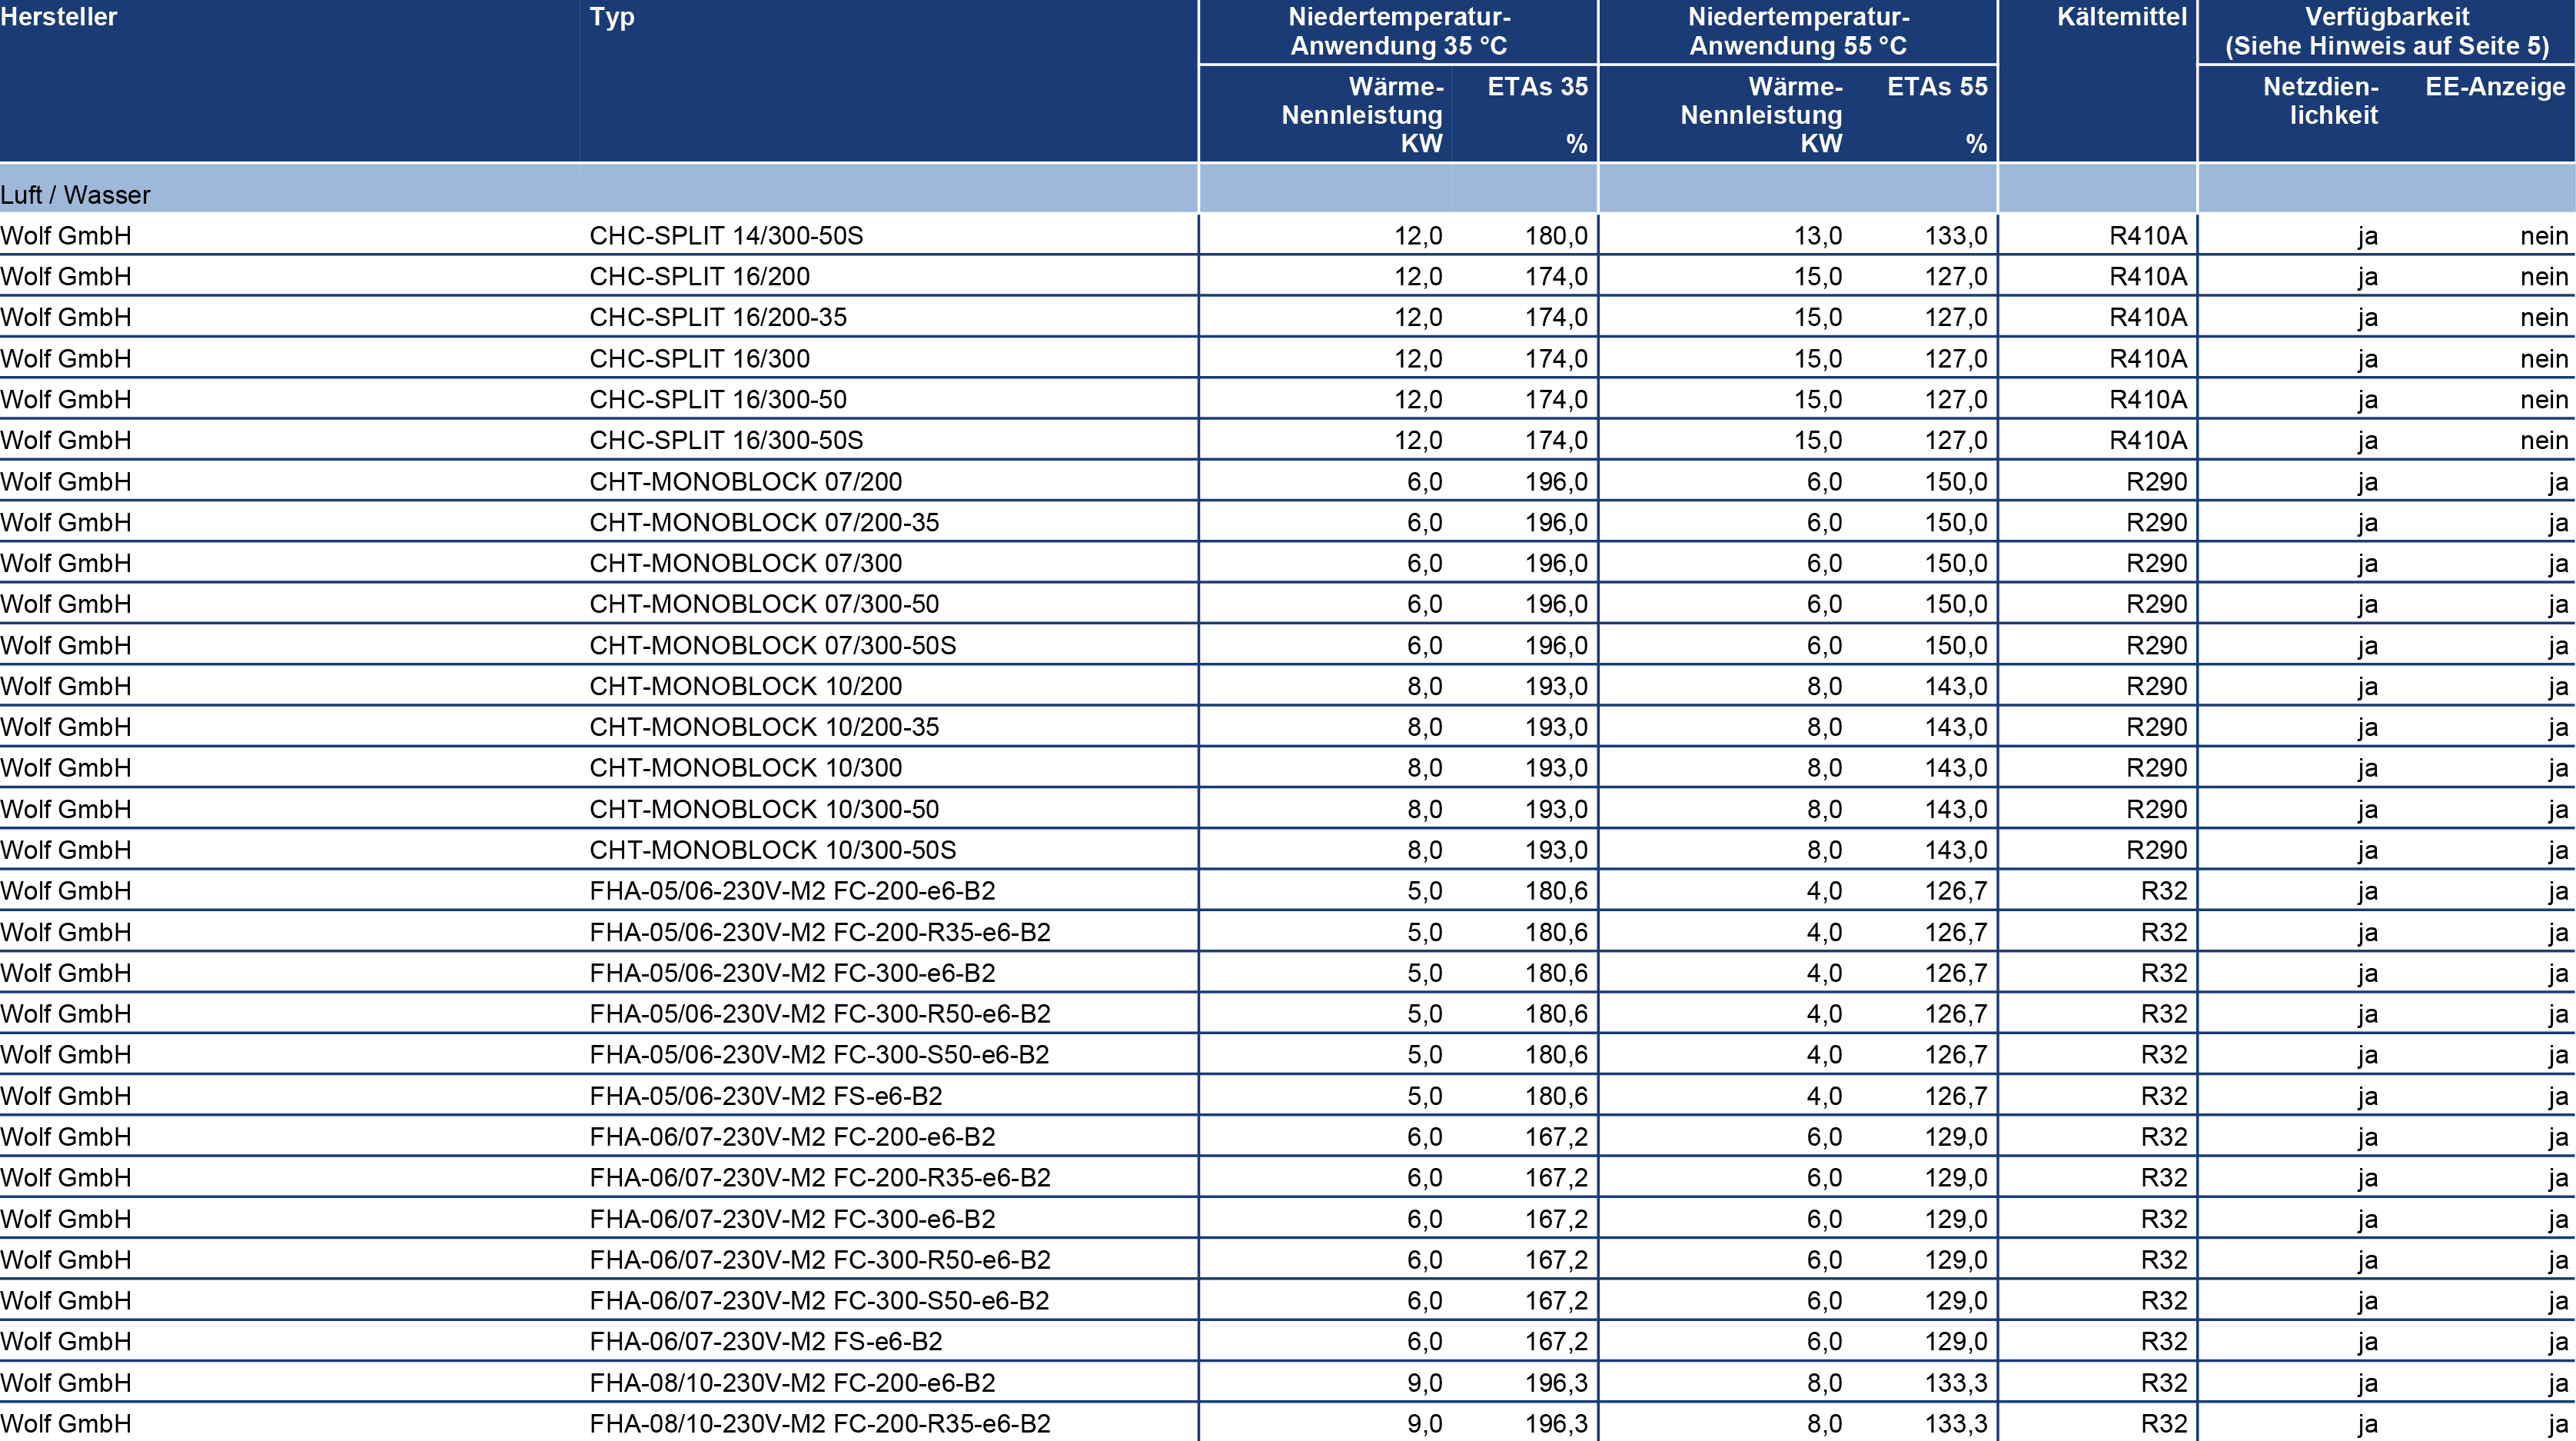 Hersteller Typ Niedertemperatur- Niedertemperatur- Kältemittel Verfügbarkeit
Anwendung 35 °C Anwendung 55 °C (Siehe Hinweis auf Seite 5)
Wärme- ETAs 35 Wärme- ETAs 55 Netzdien- EE-Anzeige
Nennleistung Nennleistung lichkeit
KW % KW %
Luft / Wasser
Wolf GmbH CHC-SPLIT 14/300-50S 12,0 180,0 13,0 133,0 R410A ja nein
Wolf GmbH CHC-SPLIT 16/200 12,0 174,0 15,0 127,0 R410A ja nein
Wolf GmbH CHC-SPLIT 16/200-35 12,0 174,0 15,0 127,0 R410A ja nein
Wolf GmbH CHC-SPLIT 16/300 12,0 174,0 15,0 127,0 R410A ja nein
Wolf GmbH CHC-SPLIT 16/300-50 12,0 174,0 15,0 127,0 R410A ja nein
Wolf GmbH CHC-SPLIT 16/300-50S 12,0 174,0 15,0 127,0 R410A ja nein
Wolf GmbH CHT-MONOBLOCK 07/200 6,0 196,0 6,0 150,0 R290 ja ja
Wolf GmbH CHT-MONOBLOCK 07/200-35 6,0 196,0 6,0 150,0 R290 ja ja
Wolf GmbH CHT-MONOBLOCK 07/300 6,0 196,0 6,0 150,0 R290 ja ja
Wolf GmbH CHT-MONOBLOCK 07/300-50 6,0 196,0 6,0 150,0 R290 ja ja
Wolf GmbH CHT-MONOBLOCK 07/300-50S 6,0 196,0 6,0 150,0 R290 ja ja
Wolf GmbH CHT-MONOBLOCK 10/200 8,0 193,0 8,0 143,0 R290 ja ja
Wolf GmbH CHT-MONOBLOCK 10/200-35 8,0 193,0 8,0 143,0 R290 ja ja
Wolf GmbH CHT-MONOBLOCK 10/300 8,0 193,0 8,0 143,0 R290 ja ja
Wolf GmbH CHT-MONOBLOCK 10/300-50 8,0 193,0 8,0 143,0 R290 ja ja
Wolf GmbH CHT-MONOBLOCK 10/300-50S 8,0 193,0 8,0 143,0 R290 ja ja
Wolf GmbH FHA-05/06-230V-M2 FC-200-e6-B2 5,0 180,6 4,0 126,7 R32 ja ja
Wolf GmbH FHA-05/06-230V-M2 FC-200-R35-e6-B2 5,0 180,6 4,0 126,7 R32 ja ja
Wolf GmbH FHA-05/06-230V-M2 FC-300-e6-B2 5,0 180,6 4,0 126,7 R32 ja ja
Wolf GmbH FHA-05/06-230V-M2 FC-300-R50-e6-B2 5,0 180,6 4,0 126,7 R32 ja ja
Wolf GmbH FHA-05/06-230V-M2 FC-300-S50-e6-B2 5,0 180,6 4,0 126,7 R32 ja ja
Wolf GmbH FHA-05/06-230V-M2 FS-e6-B2 5,0 180,6 4,0 126,7 R32 ja ja
Wolf GmbH FHA-06/07-230V-M2 FC-200-e6-B2 6,0 167,2 6,0 129,0 R32 ja ja
Wolf GmbH FHA-06/07-230V-M2 FC-200-R35-e6-B2 6,0 167,2 6,0 129,0 R32 ja ja
Wolf GmbH FHA-06/07-230V-M2 FC-300-e6-B2 6,0 167,2 6,0 129,0 R32 ja ja
Wolf GmbH FHA-06/07-230V-M2 FC-300-R50-e6-B2 6,0 167,2 6,0 129,0 R32 ja ja
Wolf GmbH FHA-06/07-230V-M2 FC-300-S50-e6-B2 6,0 167,2 6,0 129,0 R32 ja ja
Wolf GmbH FHA-06/07-230V-M2 FS-e6-B2 6,0 167,2 6,0 129,0 R32 ja ja
Wolf GmbH FHA-08/10-230V-M2 FC-200-e6-B2 9,0 196,3 8,0 133,3 R32 ja ja
Wolf GmbH FHA-08/10-230V-M2 FC-200-R35-e6-B2 9,0 196,3 8,0 133,3 R32 ja ja